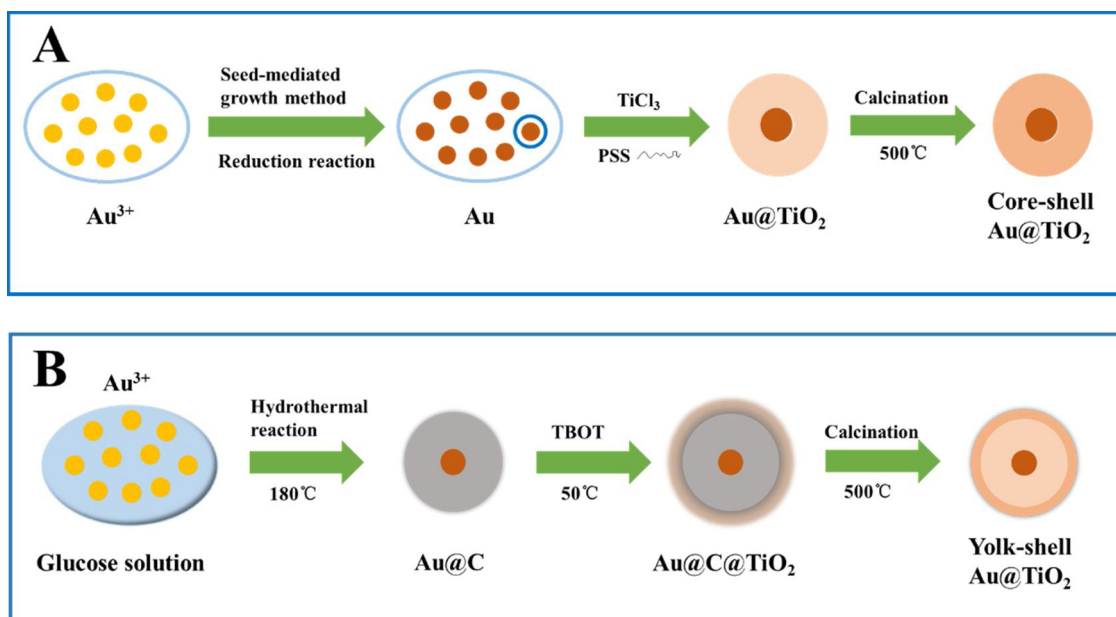 A
Seed-mediated
growth method
Reduction reaction
TiCl₃
PSS
Calcination
500℃
Au³⁺
Au
Au@TiO₂
Core-shell
Au@TiO₂
B
Au³⁺
Hydrothermal
reaction
180℃
TBOT
50℃
Calcination
500℃
Glucose solution
Au@C
Au@C@TiO₂
Yolk-shell
Au@TiO₂